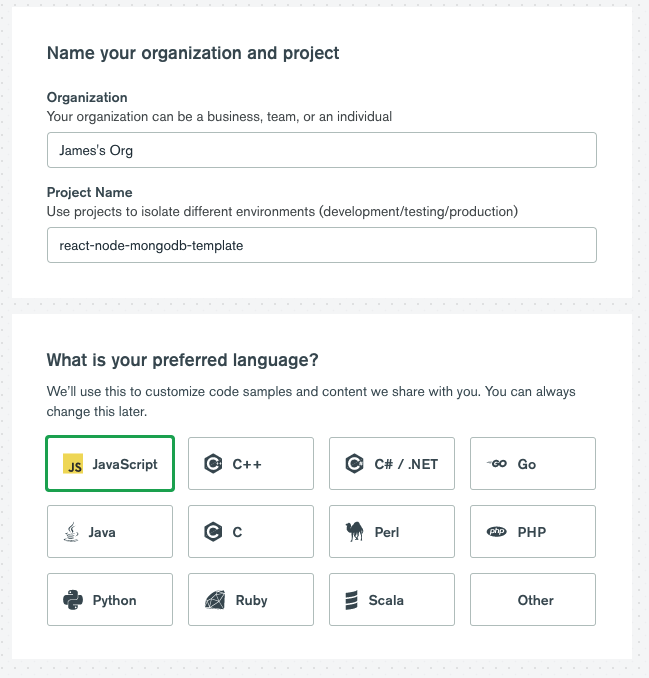 Name your organization and project
Organization
Your organization can be a business, team, or an individual
James's Org
Project Name
Use projects to isolate different environments (development/testing/production)
react-node-mongodb-template
What is your preferred language?
We'll use this to customize code samples and content we share with you. You can always
change this later.
JS JavaScript
C++
C# / .NET
GO Go
Java
C
Perl
php PHP
Python
Ruby
Scala
Other